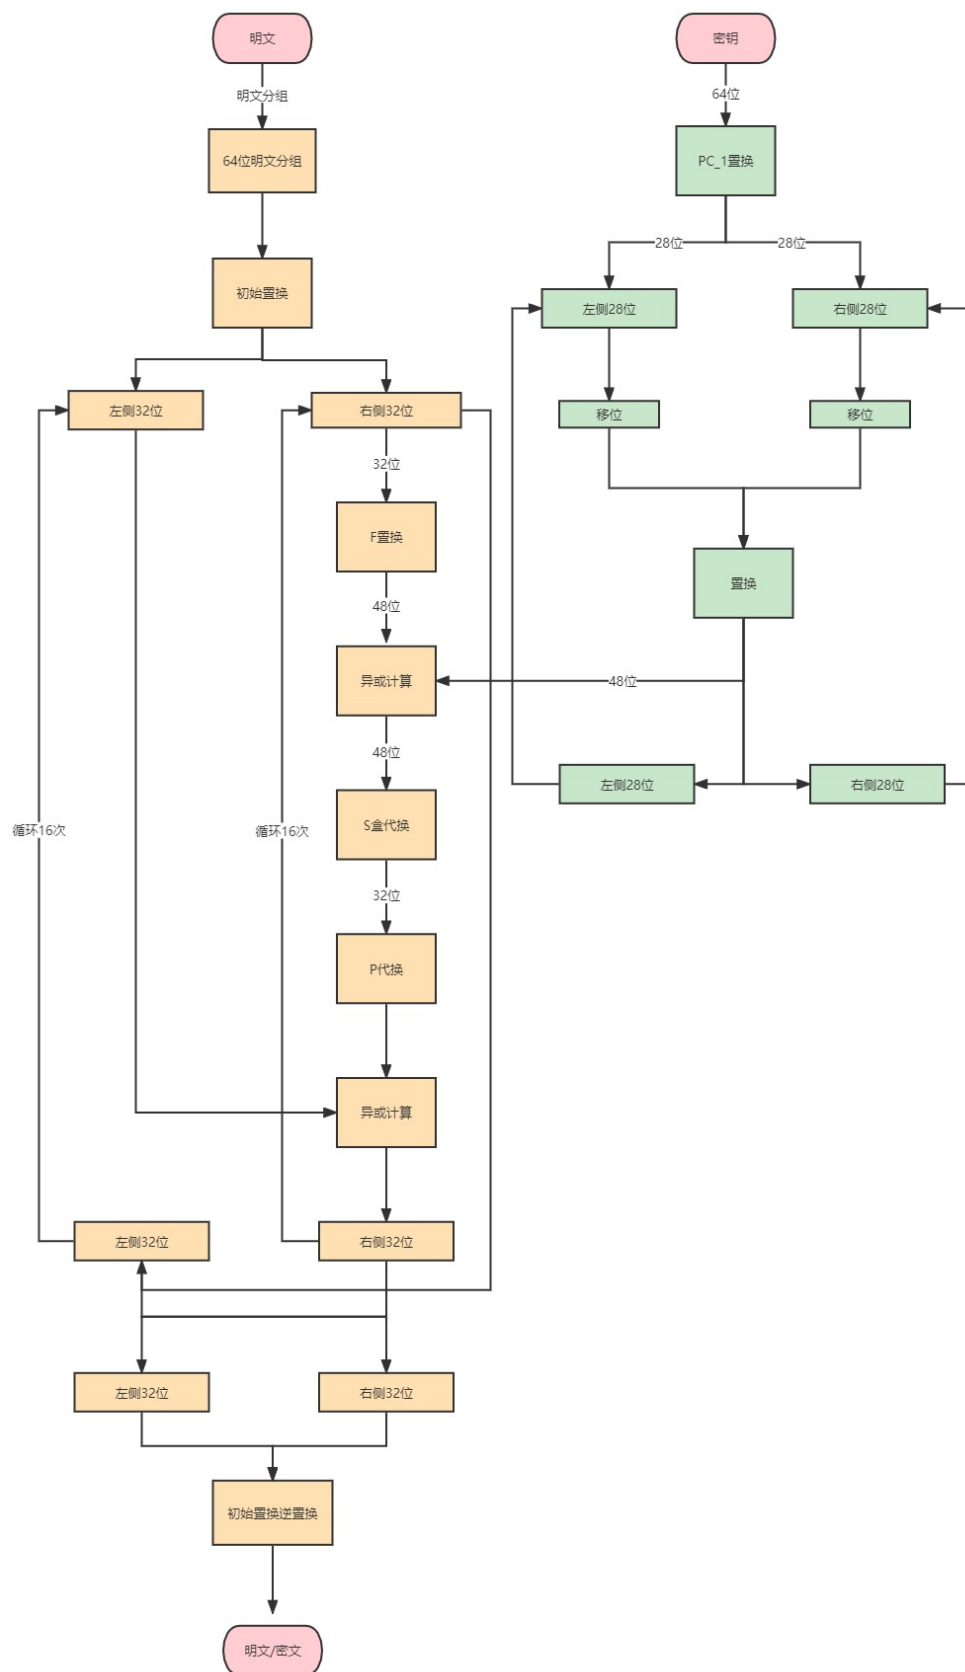 明文
密钥
明文分组
64位
64位明文分组
PC_1置换
28位
28位
初始置换
左侧28位
右侧28位
左侧32位
右侧32位
移位
移位
32位
F置换
置换
48位
异或计算
48位
48位
左侧28位
右侧28位
循环16次
循环16次
S盒代换
32位
P代换
异或计算
左侧32位
右侧32位
左侧32位
右侧32位
初始置换逆置换
明文/密文